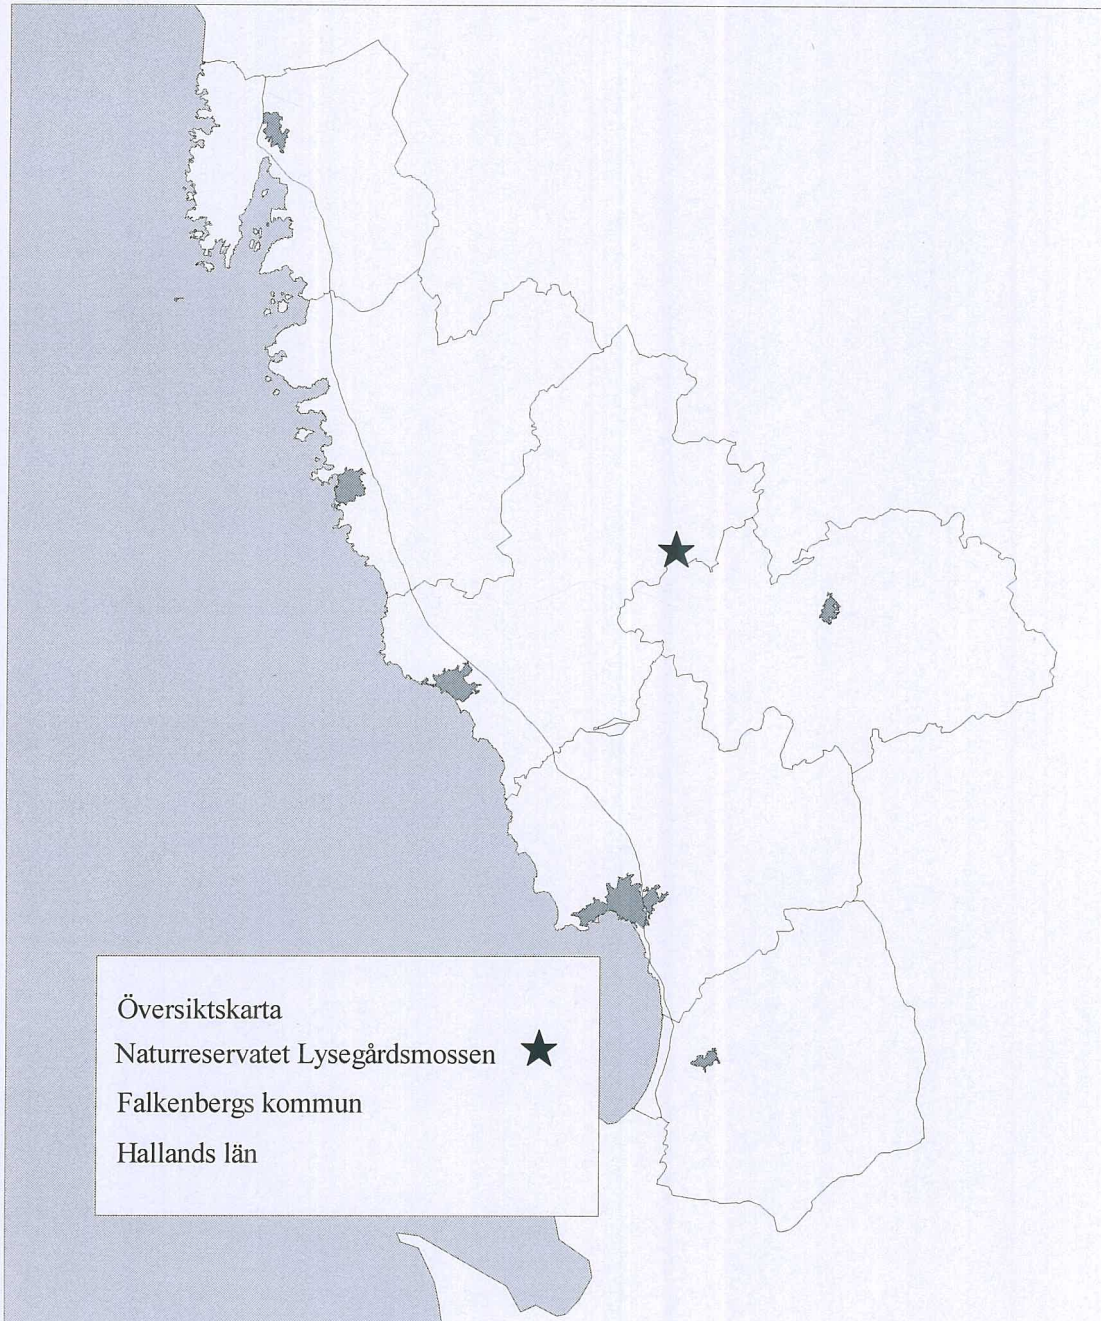 Översiktskarta
Naturreservatet Lysegårdsmossen
Falkenbergs kommun
Hallands län